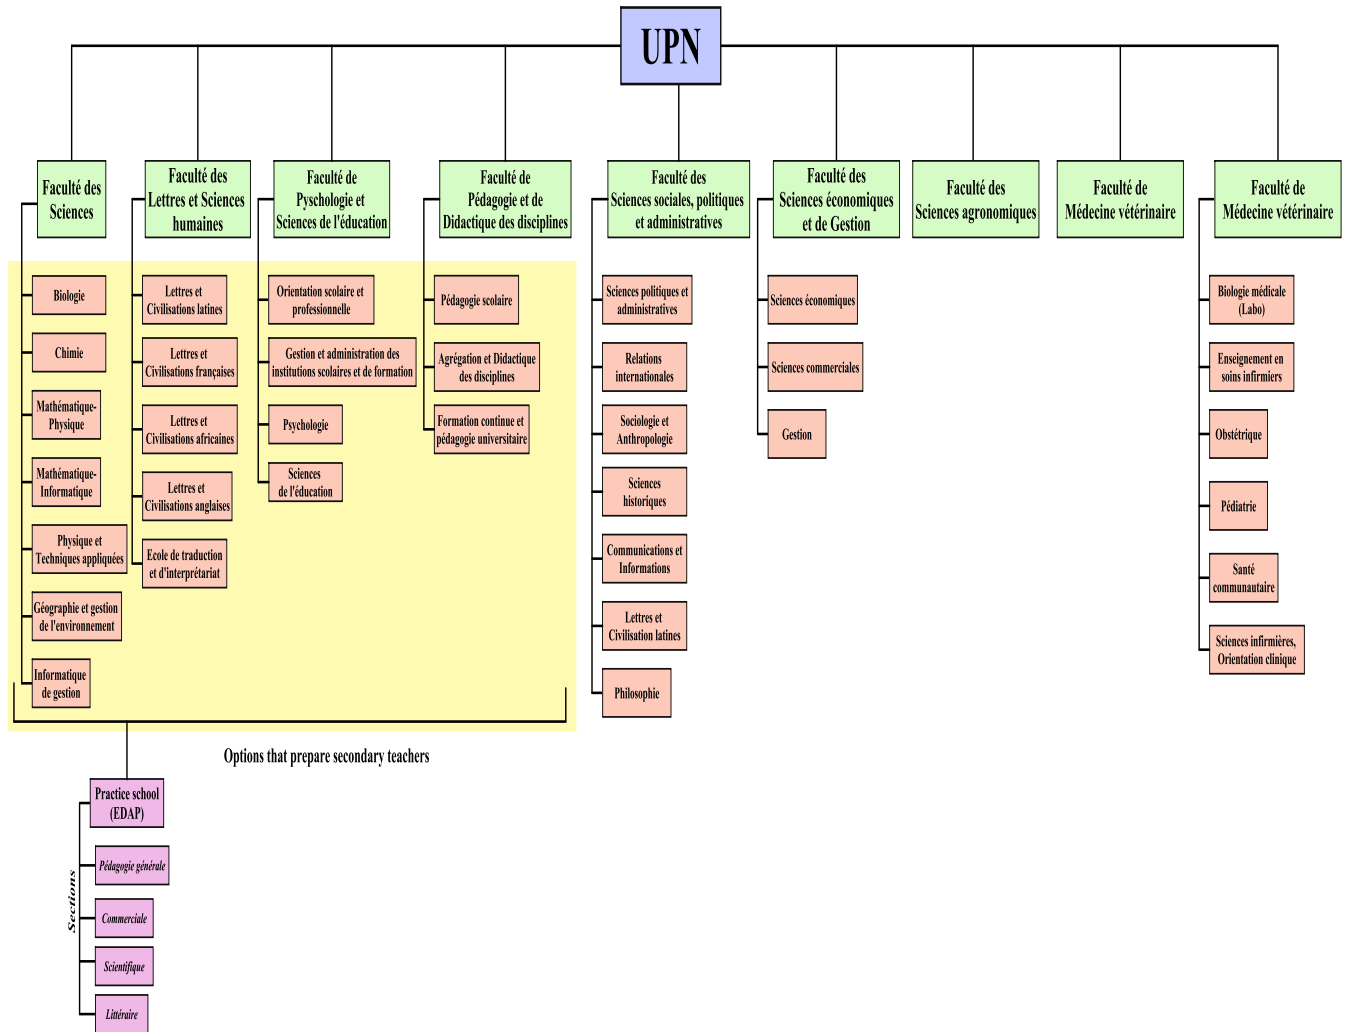 UPN
Faculté des
Sciences
Faculté des
Lettres et Sciences
humaines
Faculté de
Pyschologie et
Sciences de l'éducation
Faculté de
Pédagogie et de
Didactique des disciplines
Faculté des
Sciences sociales, politiques
et administratives
Faculté des
Sciences économiques
et de Gestion
Faculté des
Sciences agronomiques
Faculté de
Médecine vétérinaire
Faculté de
Médecine vétérinaire
Biologie
Chimie
Mathématique-
Physique
Mathématique-
Informatique
Physique et
Techniques appliquées
Géographie et gestion
de l'environnement
Informatique
de gestion
Lettres et
Civilisations latines
Lettres et
Civilisations françaises
Lettres et
Civilisations africaines
Lettres et
Civilisations anglaises
Ecole de traduction
et d'interprétariat
Orientation scolaire et
professionnelle
Gestion et administration des
institutions scolaires et de formation
Psychologie
Sciences
de l'éducation
Pédagogie scolaire
Agrégation et Didactique
des disciplines
Formation continue et
pédagogie universitaire
Sciences politiques et
administratives
Relations
internationales
Sociologie et
Anthropologie
Sciences
historiques
Communications et
Informations
Lettres et
Civilisation latines
Philosophie
Sciences économiques
Sciences commerciales
Gestion
Biologie médicale
(Labo)
Enseignement en
soins infirmiers
Obstétrique
Pédiatrie
Santé
communautaire
Sciences infirmières,
Orientation clinique
Options that prepare secondary teachers
Practice school
(EDAP)
Sections
Pédagogie générale
Commerciale
Scientifique
Littéraire